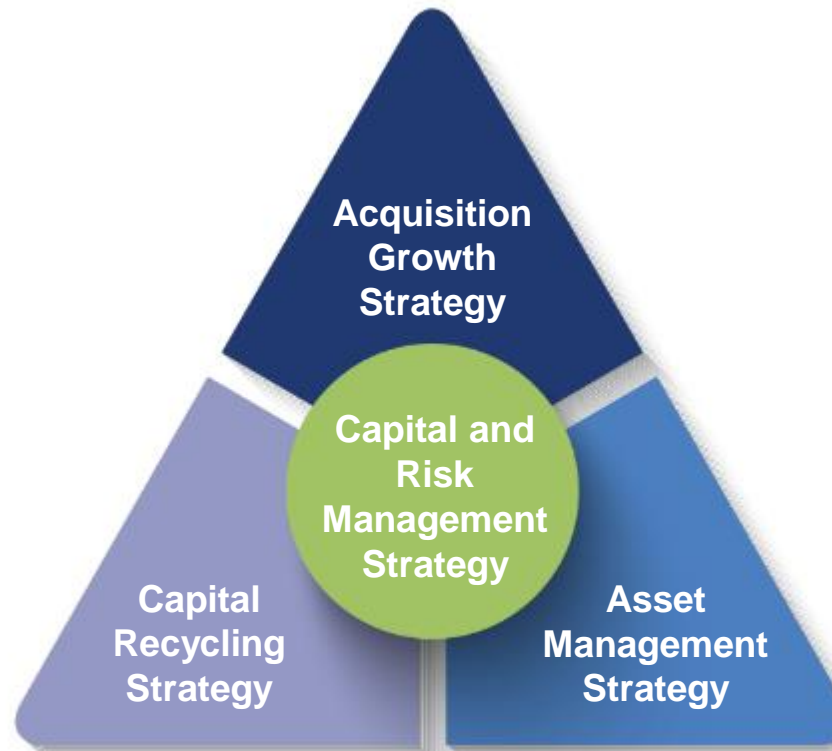 Acquisition
Growth
Strategy
Capital and
Risk
Management
Strategy
Capital
Recycling
Strategy
Asset
Management
Strategy